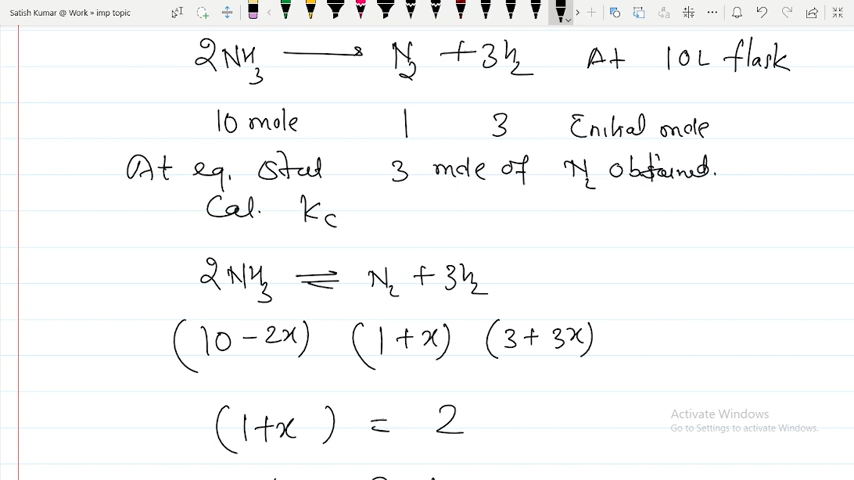 Satish Kumar @ Work » imp topic
2NH3 ⟶ N2 + 3H2 At 10L flask
10 mole 1 3 Enitial mole
At eq. Stat 3 mole of N2 obtained.
Cal. Kc
2NH3 ⇌ N2 + 3H2
(10 - 2x) (1 + x) (3 + 3x)
(1+x) = 2
Activate Windows
Go to Settings to activate Windows.